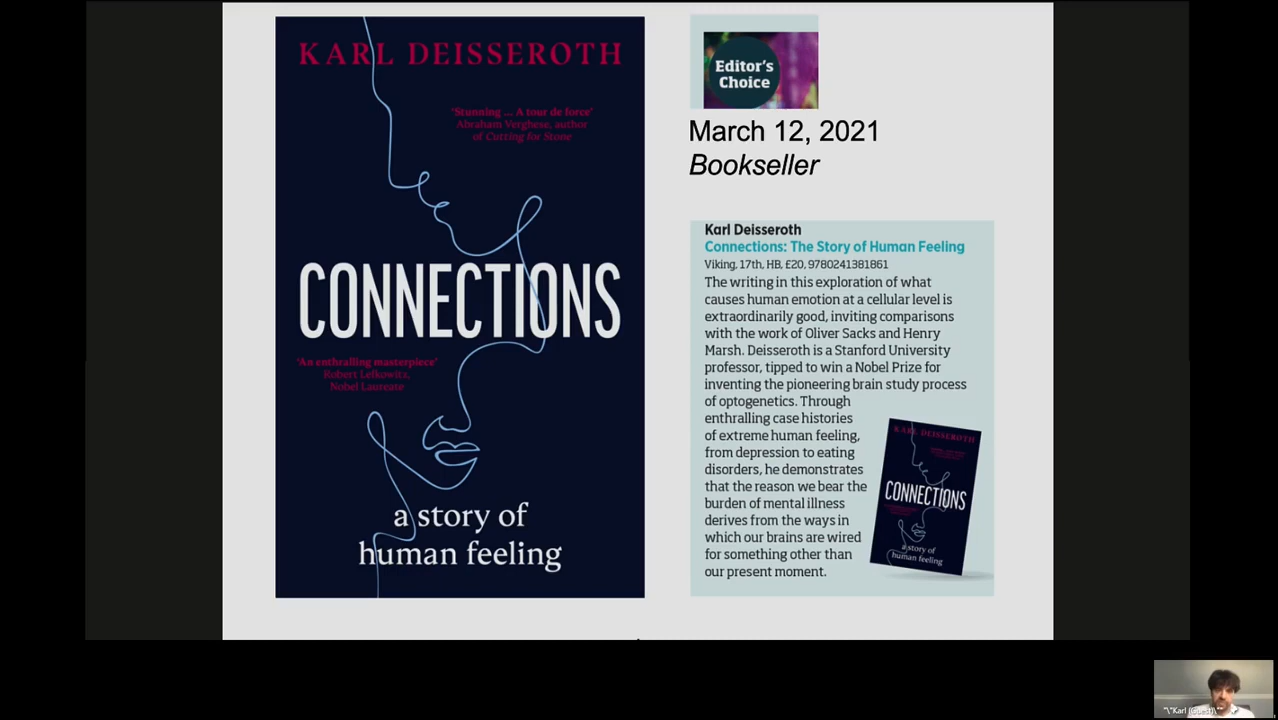 KARL DEISSEROTH
'Stunning ... A tour de force'
Abraham Verghese, author
of Cutting for Stone
CONNECTIONS
'An enthralling masterpiece'
Robert Lefkowitz,
Nobel Laureate
a story of
human feeling
Editor's
Choice
March 12, 2021
Bookseller
Karl Deisseroth
Connections: The Story of Human Feeling
Viking, 17th, HB, £20, 9780241381861
The writing in this exploration of what
causes human emotion at a cellular level is
extraordinarily good, inviting comparisons
with the work of Oliver Sacks and Henry
Marsh. Deisseroth is a Stanford University
professor, tipped to win a Nobel Prize for
inventing the pioneering brain study process
of optogenetics. Through
enthralling case histories
of extreme human feeling,
from depression to eating
disorders, he demonstrates
that the reason we bear the
burden of mental illness
derives from the ways in
which our brains are wired
for something other than
our present moment.
KARL DEISSEROTH
CONNECTIONS
a story of
human feeling
"\"Karl (Guest)\""